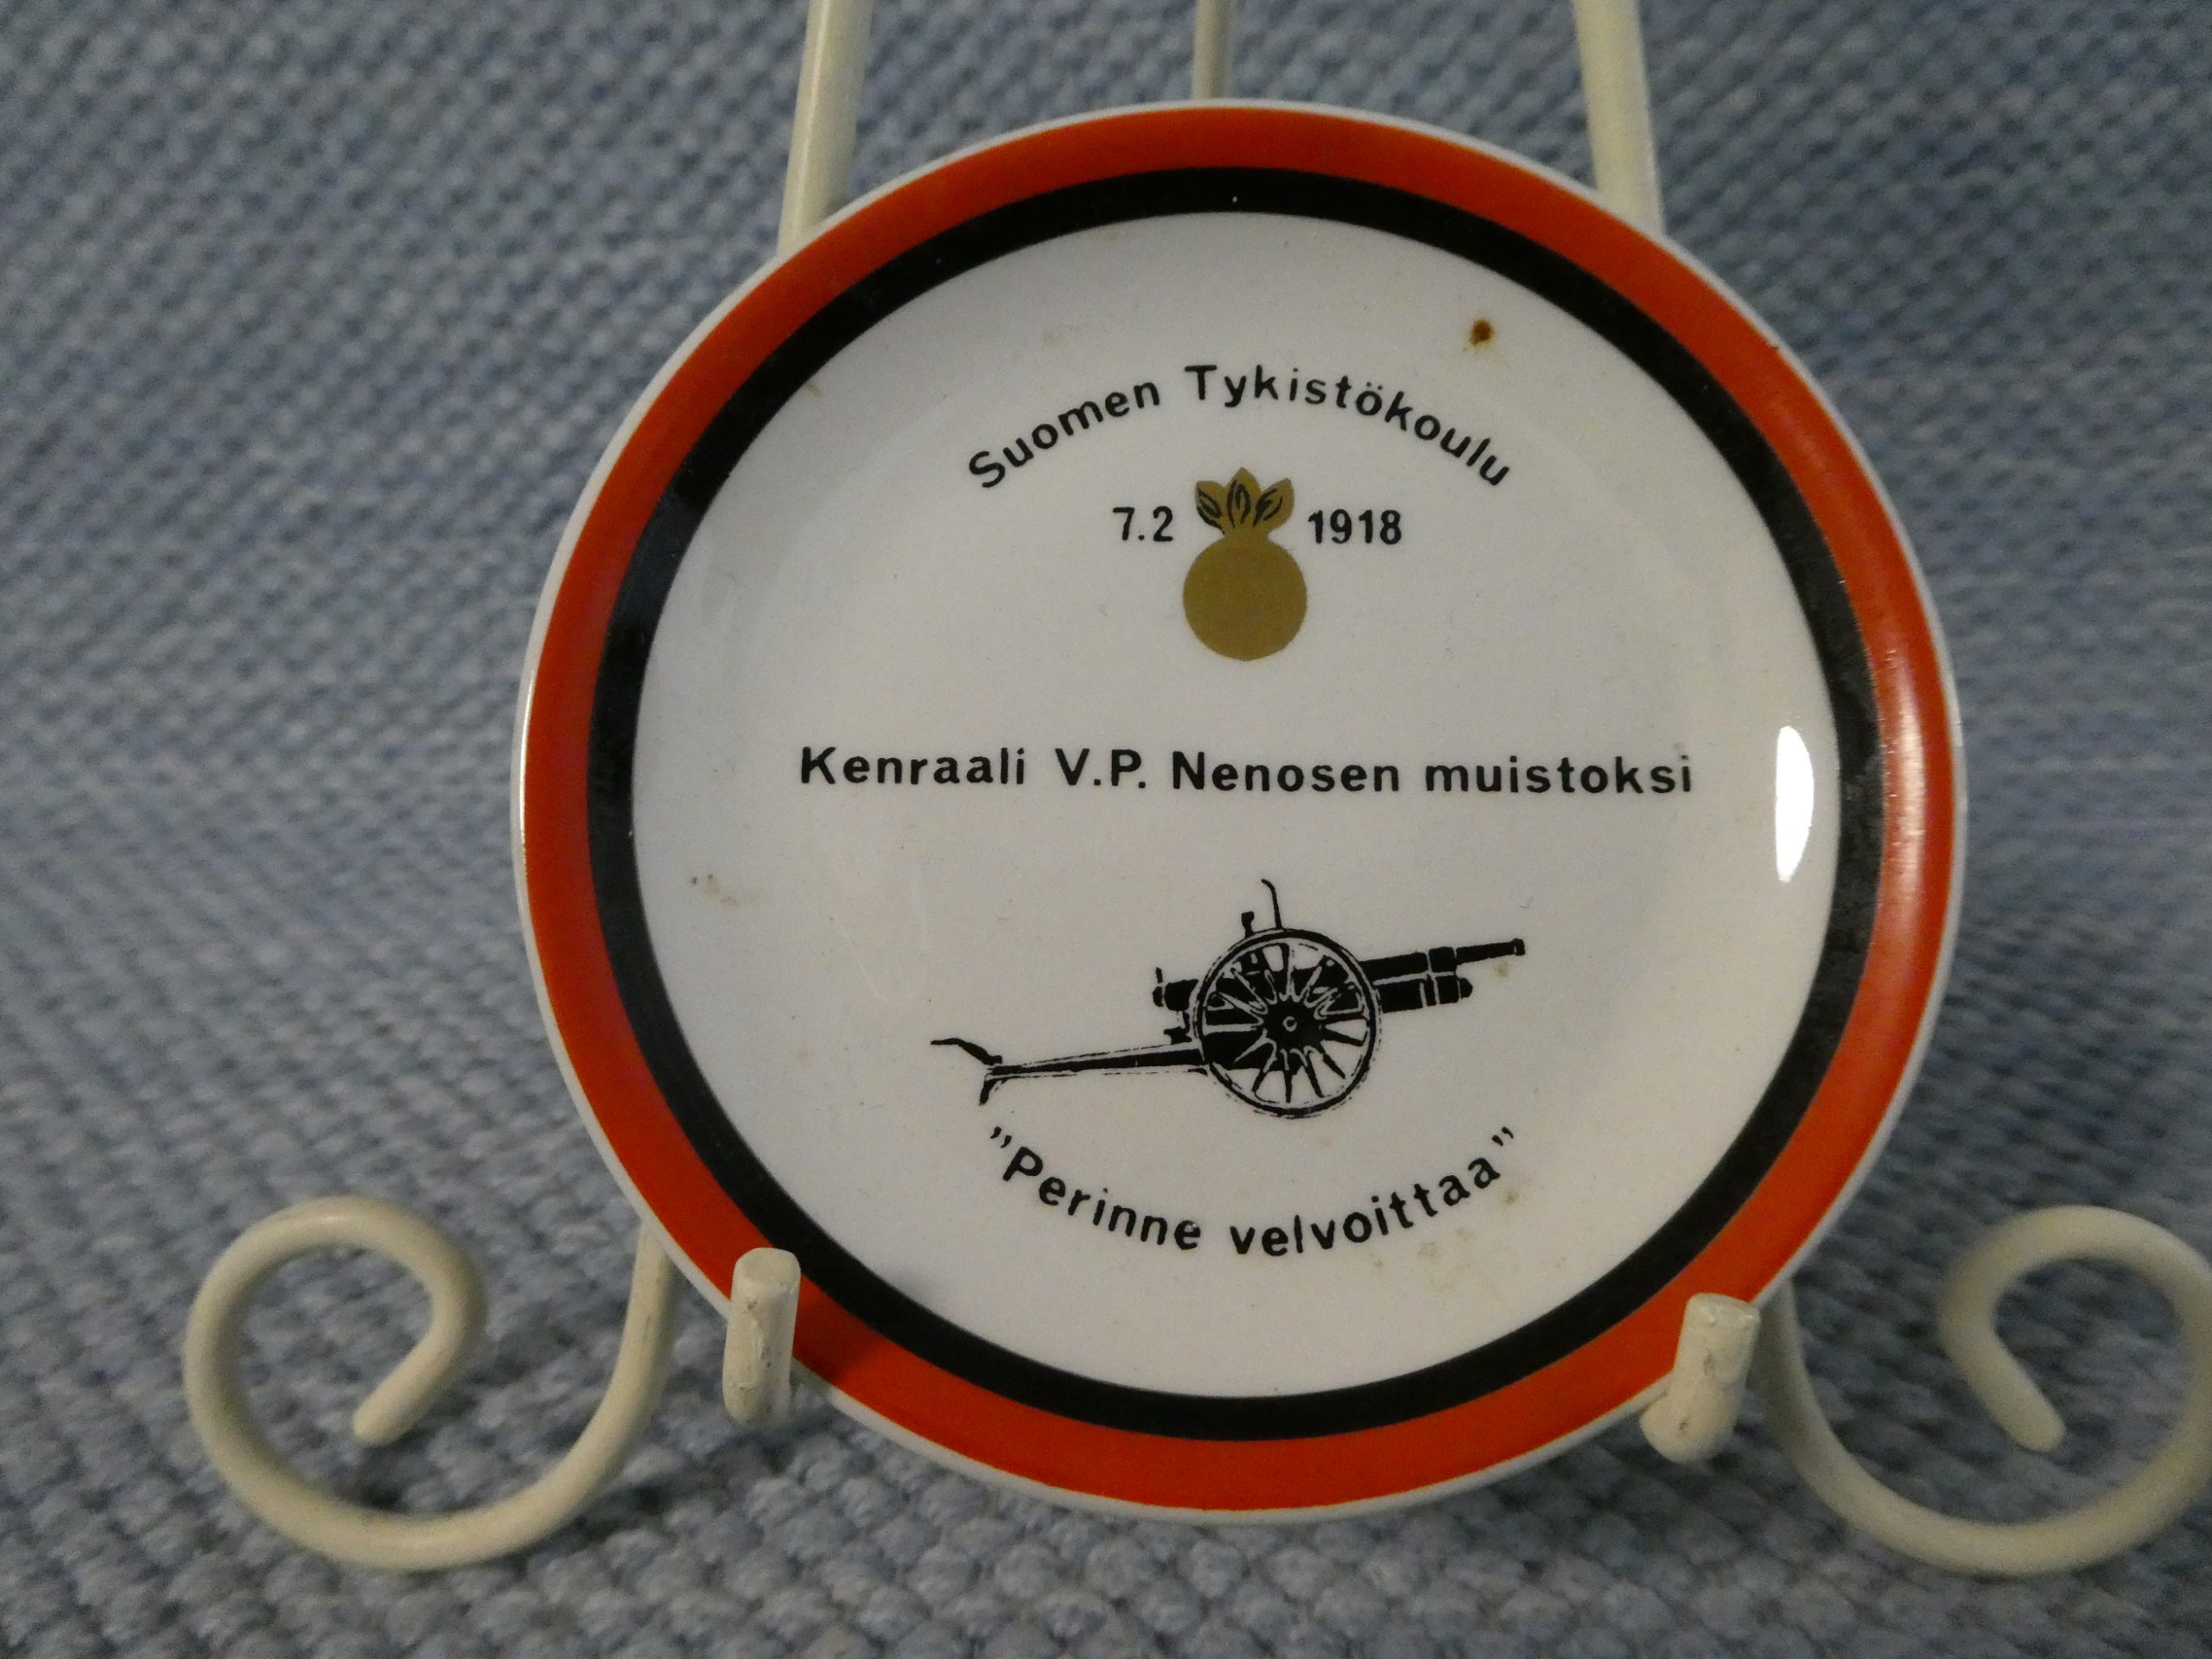 Suomen Tykistökoulu
7.2 1918
Kenraali V.P. Nenosen muistoksi
”Perinne velvoittaa”